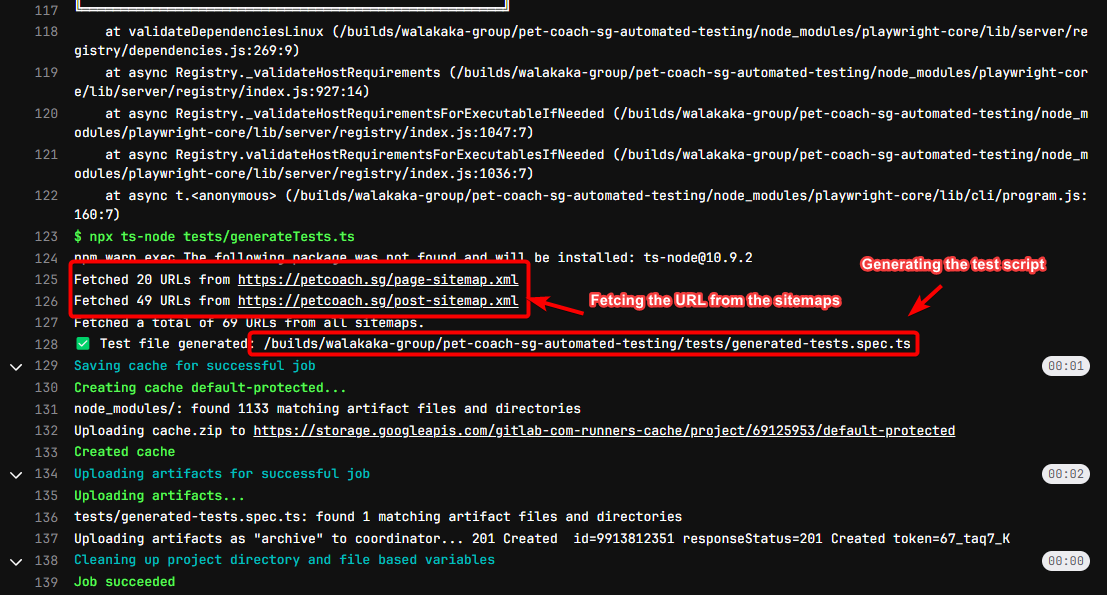 117
118 at validateDependenciesLinux (/builds/walakaka-group/pet-coach-sg-automated-testing/node_modules/playwright-core/lib/server/re
gistry/dependencies.js:269:9)
119 at async Registry._validateHostRequirements (/builds/walakaka-group/pet-coach-sg-automated-testing/node_modules/playwright-cor
e/lib/server/registry/index.js:927:14)
120 at async Registry._validateHostRequirementsForExecutableIfNeeded (/builds/walakaka-group/pet-coach-sg-automated-testing/node_m
odules/playwright-core/lib/server/registry/index.js:1047:7)
121 at async Registry.validateHostRequirementsForExecutablesIfNeeded (/builds/walakaka-group/pet-coach-sg-automated-testing/node_m
odules/playwright-core/lib/server/registry/index.js:1036:7)
122 at async t.<anonymous> (/builds/walakaka-group/pet-coach-sg-automated-testing/node_modules/playwright-core/lib/cli/program.js:
160:7)
123 $ npx ts-node tests/generateTests.ts
124 npm warn exec The following package was not found and will be installed: ts-node@10.9.2
Generating the test script
125 Fetched 20 URLs from https://petcoach.sg/page-sitemap.xml
126 Fetched 49 URLs from https://petcoach.sg/post-sitemap.xml
Fetcing the URL from the sitemaps
127 Fetched a total of 69 URLs from all sitemaps.
128 ✅ Test file generated: /builds/walakaka-group/pet-coach-sg-automated-testing/tests/generated-tests.spec.ts
129 Saving cache for successful job 00:01
130 Creating cache default-protected...
131 node_modules/: found 1133 matching artifact files and directories
132 Uploading cache.zip to https://storage.googleapis.com/gitlab-com-runners-cache/project/69125953/default-protected
133 Created cache
134 Uploading artifacts for successful job 00:02
135 Uploading artifacts...
136 tests/generated-tests.spec.ts: found 1 matching artifact files and directories
137 Uploading artifacts as "archive" to coordinator... 201 Created id=9913812351 responseStatus=201 Created token=67_taq7_K
138 Cleaning up project directory and file based variables 00:00
139 Job succeeded